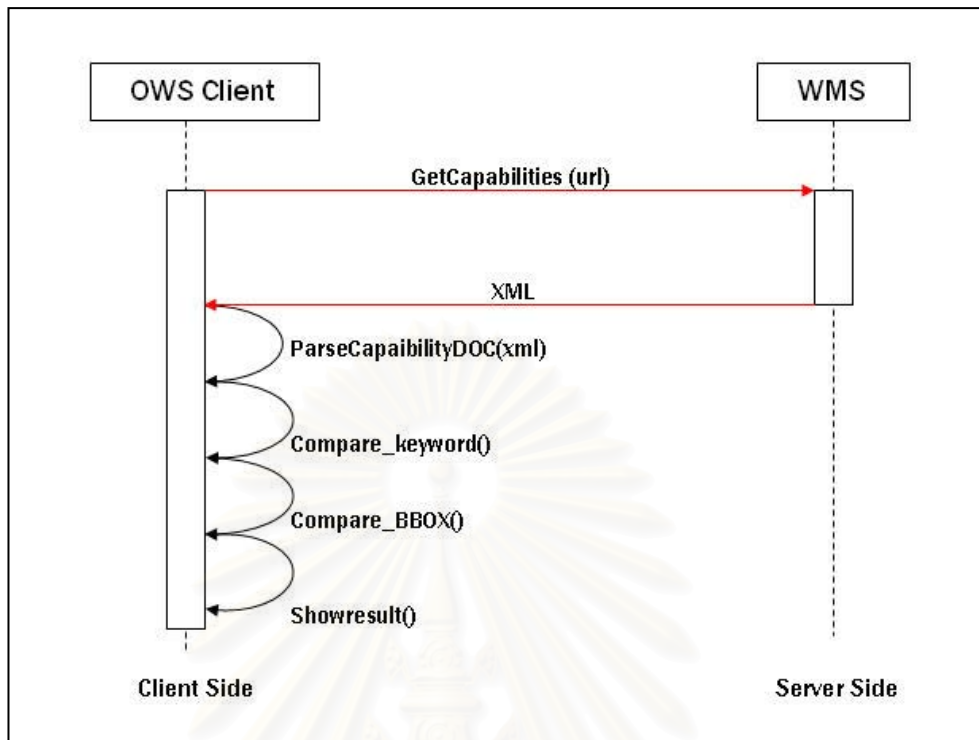 OWS Client
WMS
GetCapabilities (url)
XML
ParseCapaibilityDOC(xml)
Compare_keyword()
Compare_BBOX()
Showresult()
Client Side
Server Side